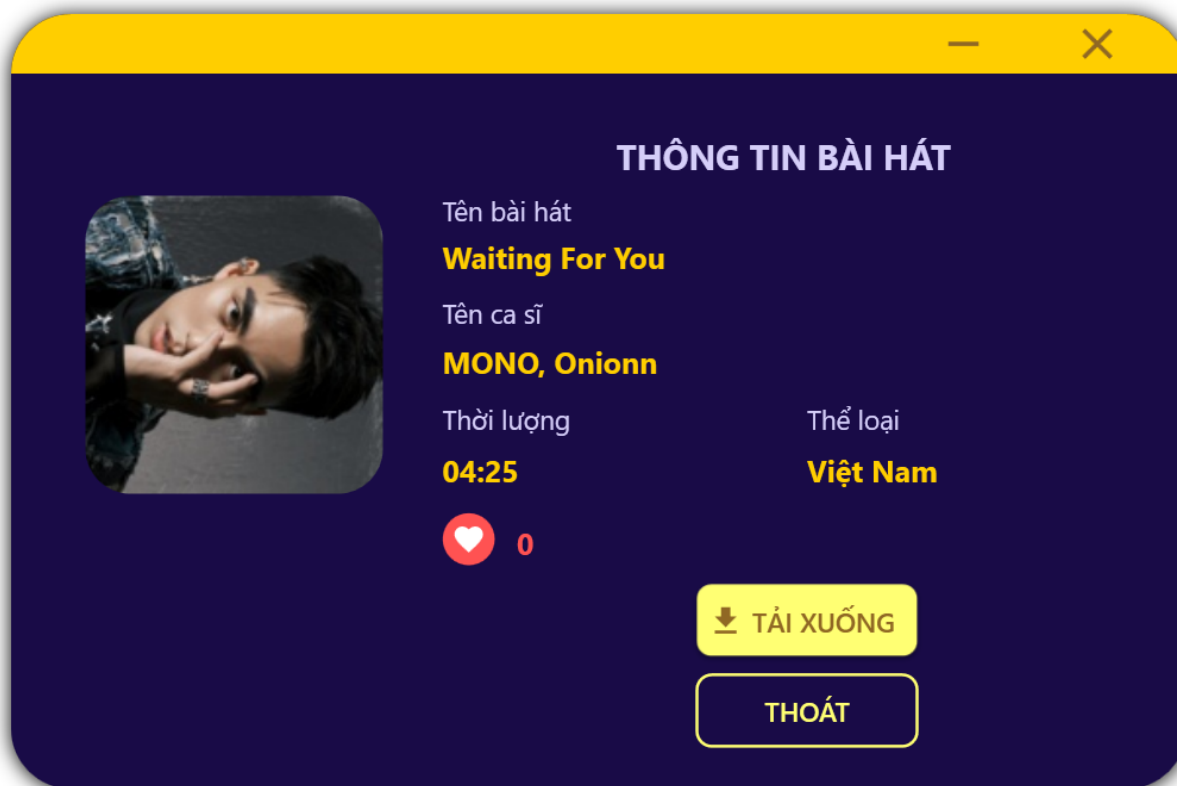 THÔNG TIN BÀI HÁT
Tên bài hát
Waiting For You
Tên ca sĩ
MONO, Onionn
Thời lượng
Thể loại
04:25
Việt Nam
0
TẢI XUỐNG
THOÁT